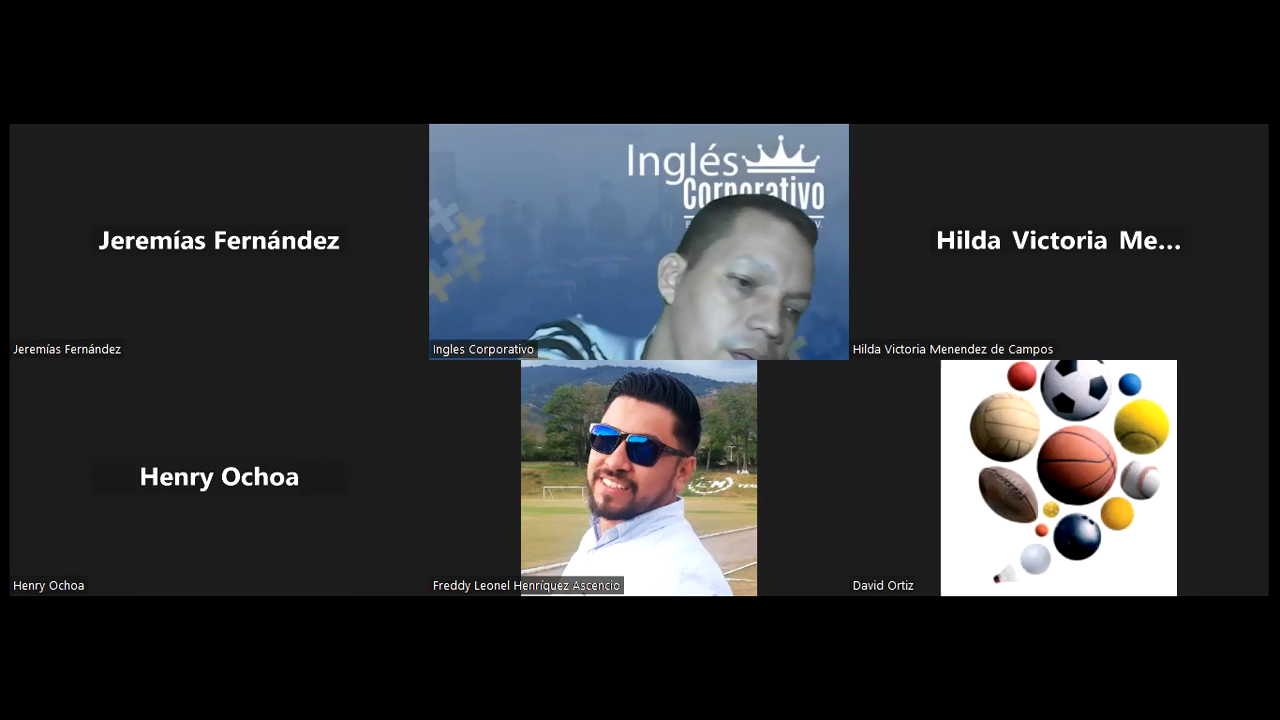 Jeremías Fernández
Inglés
Corporativo
Hilda Victoria Me...
Jeremías Fernández
Ingles Corporativo
Hilda Victoria Menendez de Campos
Henry Ochoa
Henry Ochoa
Freddy Leonel Henríquez Ascencio
David Ortiz